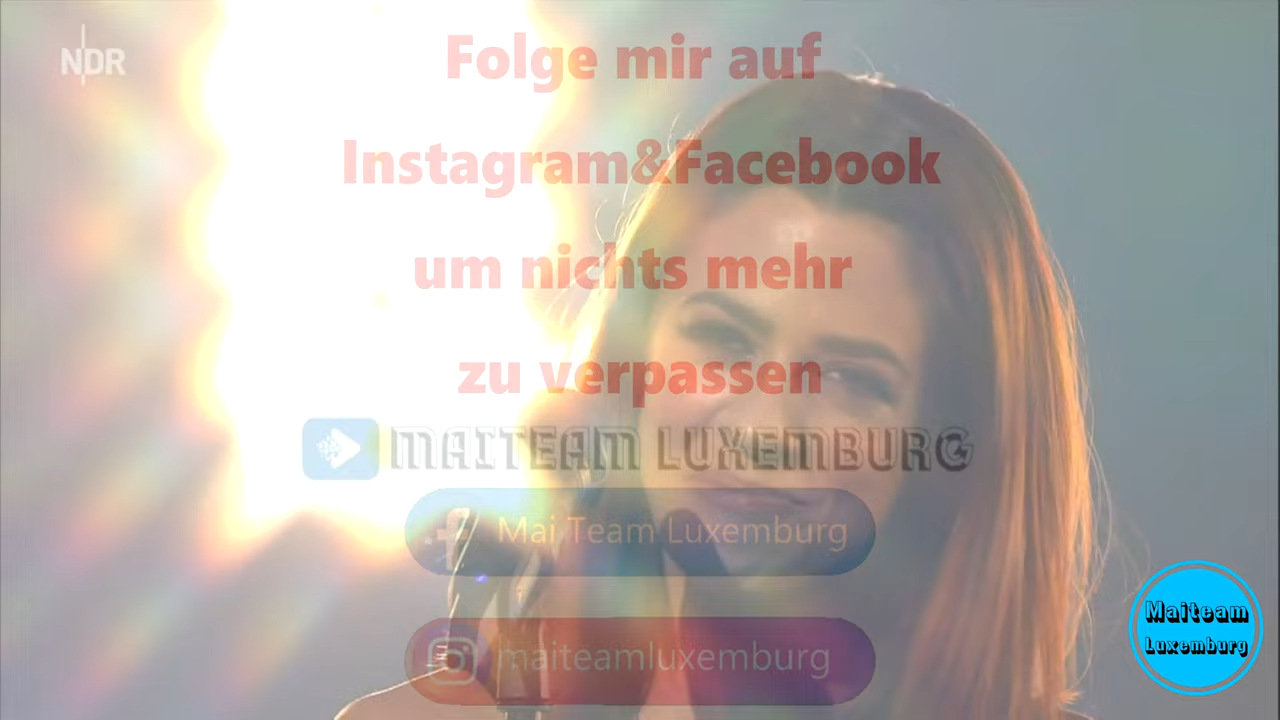 NDR
Folge mir auf
Instagram&Facebook
um nichts mehr
zu verpassen
MAITEAM LUXEMBURG
Mai Team Luxemburg
maiteamluxemburg
Maiteam
Luxemburg